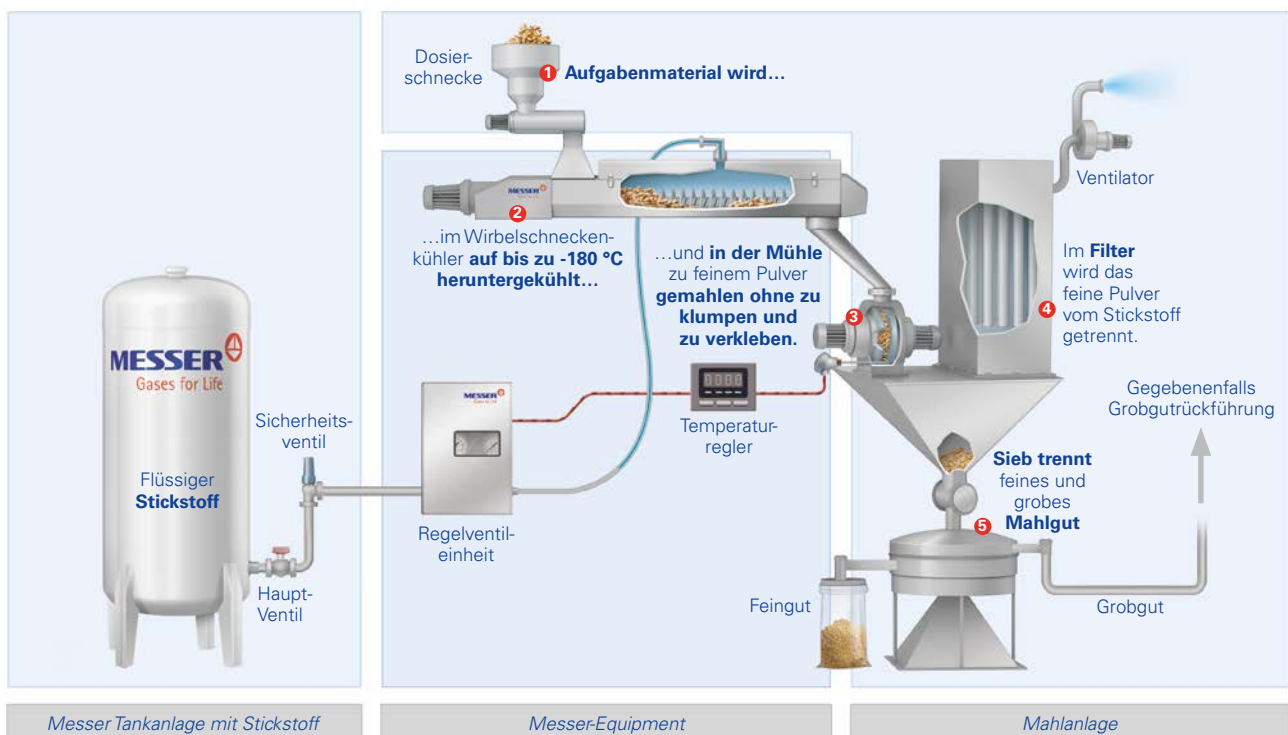 Dosier-
schnecke
1 Aufgabenmaterial wird…
MESSER
2
…im Wirbelschnecken-
kühler auf bis zu -180 °C
heruntergekühlt…
…und in der Mühle
zu feinem Pulver
gemahlen ohne zu
klumpen und
zu verkleben.
3
Ventilator
Im Filter
wird das
feine Pulver
vom Stickstoff
getrennt.
4
MESSER
Gases for Life
Flüssiger
Stickstoff
Sicherheits-
ventil
Haupt-
Ventil
MESSER
Gases for Life
Regelventil-
einheit
Temperatur-
regler
Gegebenenfalls
Grobgutrückführung
Sieb trennt
feines und
grobes
Mahlgut
5
Feingut
Grobgut
Messer Tankanlage mit Stickstoff
Messer-Equipment
Mahlanlage